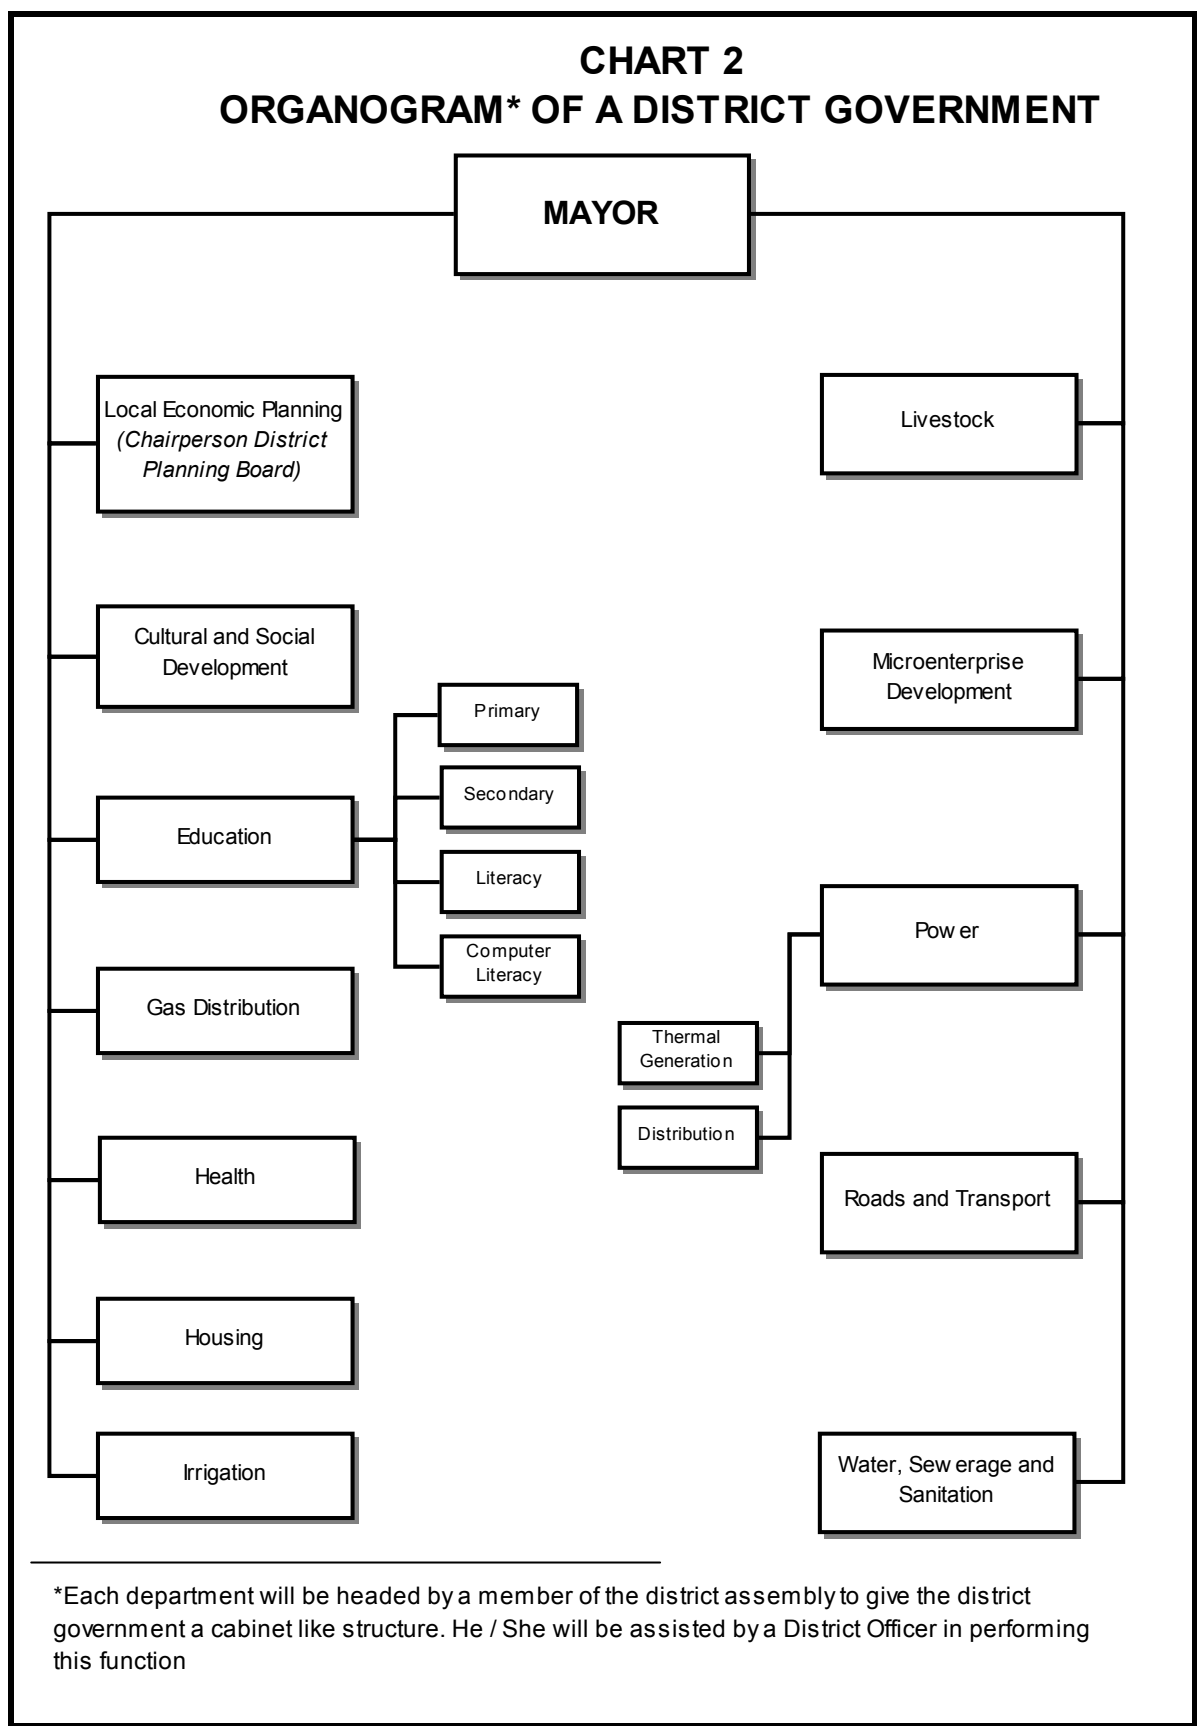 CHART 2
ORGANOGRAM* OF A DISTRICT GOVERNMENT
MAYOR
Local Economic Planning
(Chairperson District
Planning Board)
Cultural and Social
Development
Education
Primary
Secondary
Literacy
Computer
Literacy
Gas Distribution
Health
Housing
Irrigation
Livestock
Microenterprise
Development
Power
Thermal
Generation
Distribution
Roads and Transport
Water, Sewerage and
Sanitation
*Each department will be headed by a member of the district assembly to give the district
government a cabinet like structure. He / She will be assisted by a District Officer in performing
this function